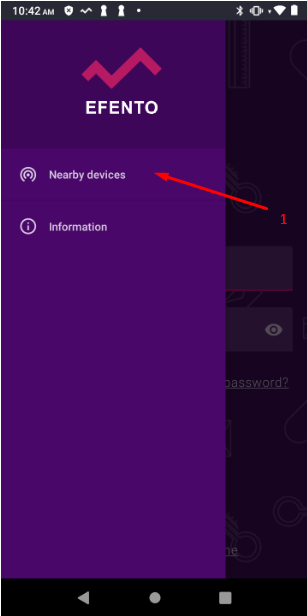 10:42 AM
EFENTO
Nearby devices
1
Information
password?